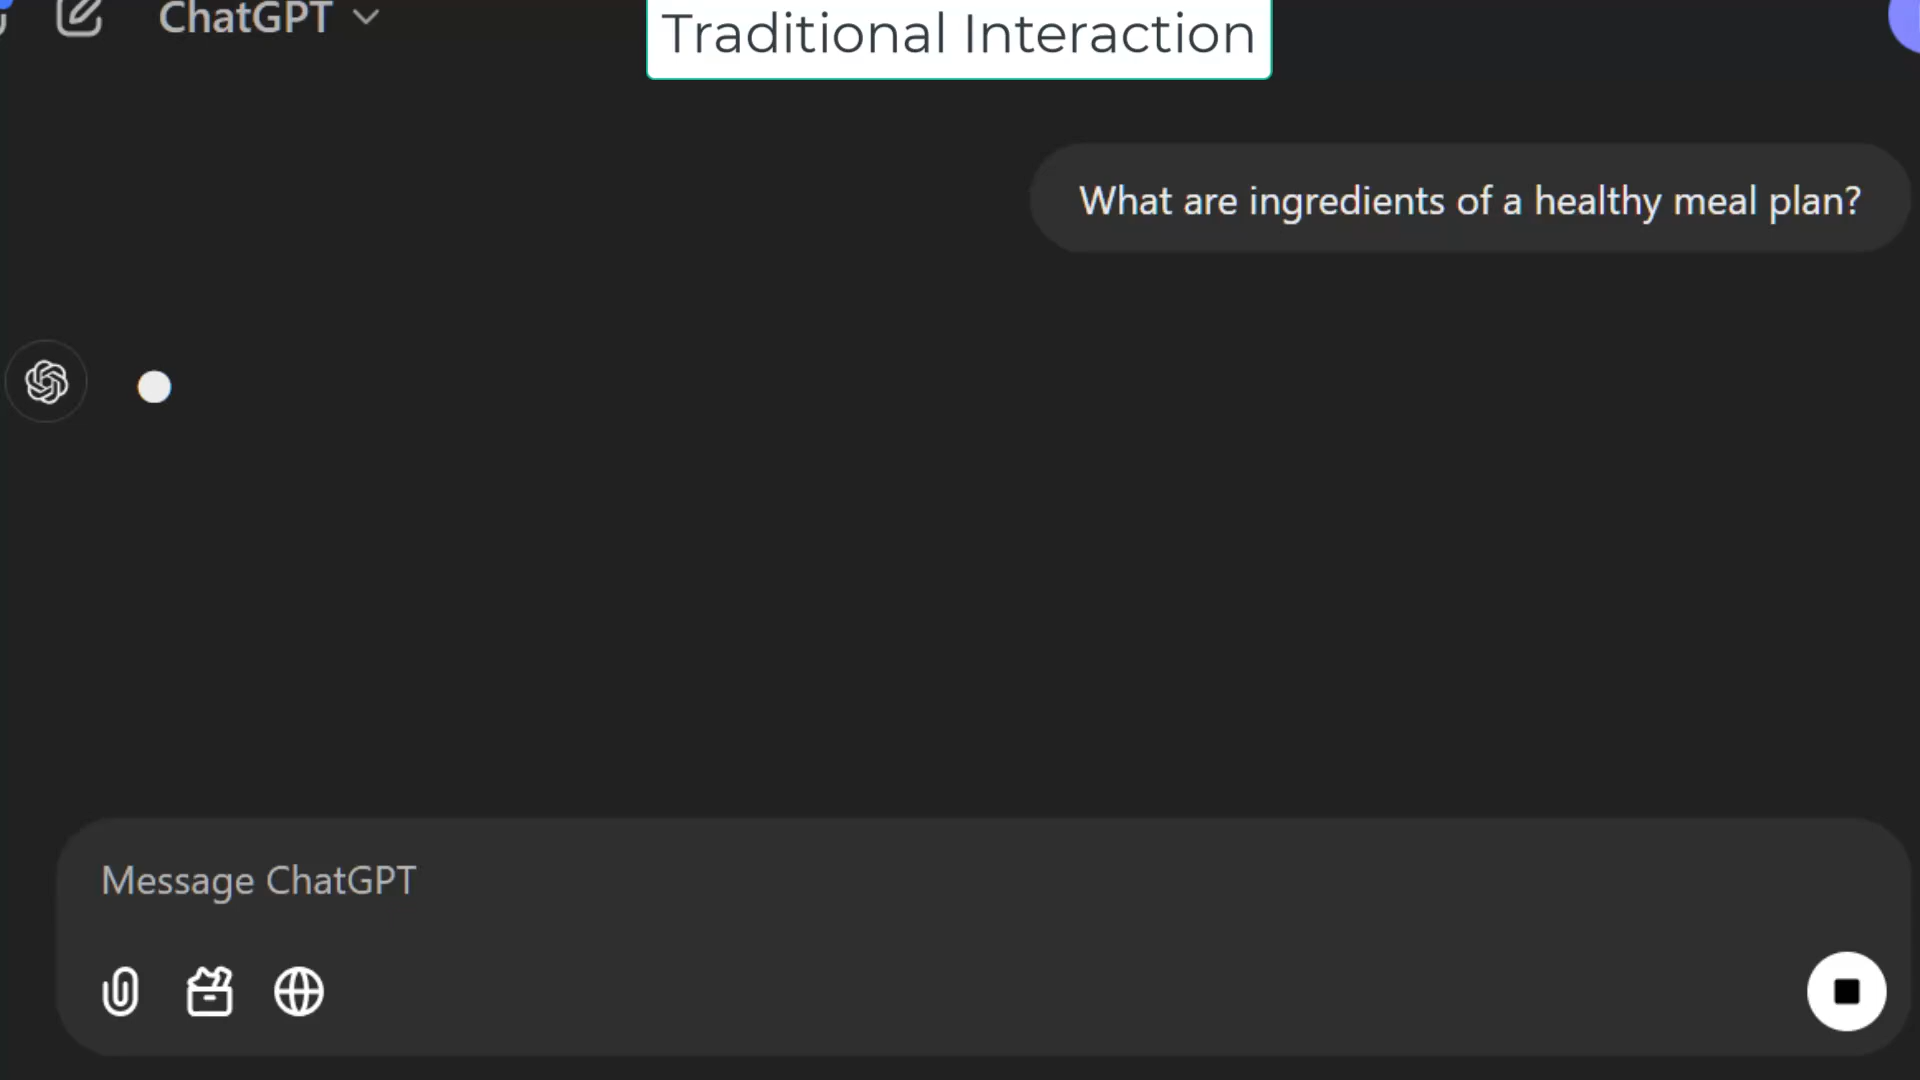 ChatGPT
Traditional Interaction
What are ingredients of a healthy meal plan?
Message ChatGPT